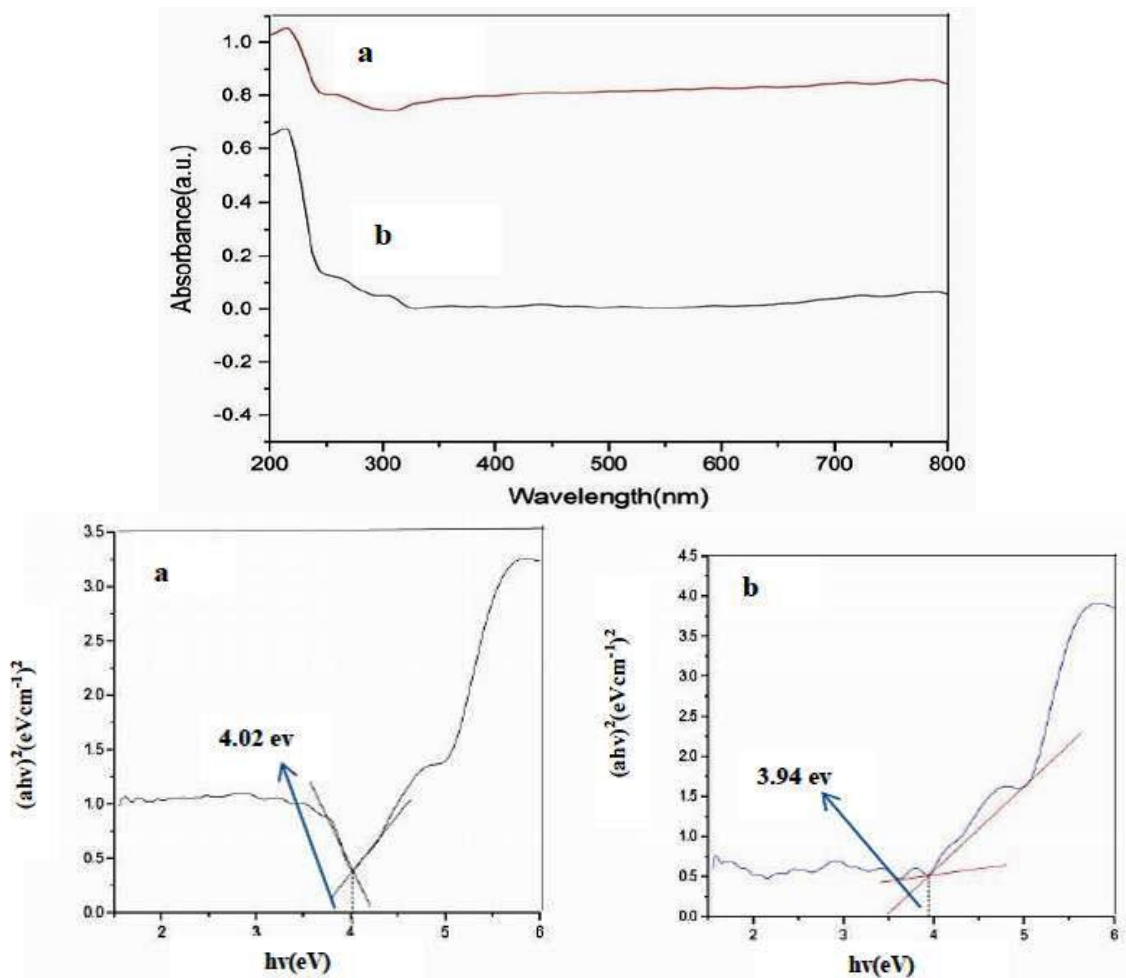 1.0
a
0.8
0.6
0.4
b
0.2
0.0
-0.2
-0.4
Absorbance(a.u.)
200 300 400 500 600 700 800
Wavelength(nm)
3.5
a
3.0
2.5
2.0
4.02 ev
1.5
1.0
0.5
0.0
(ahv)²(eVcm⁻¹)²
2 3 4 5 6
hv(eV)
4.5
b
4.0
3.5
3.0
2.5
2.0
3.94 ev
1.5
1.0
0.5
0.0
(ahv)²(eVcm⁻¹)²
2 3 4 5 6
hv(eV)